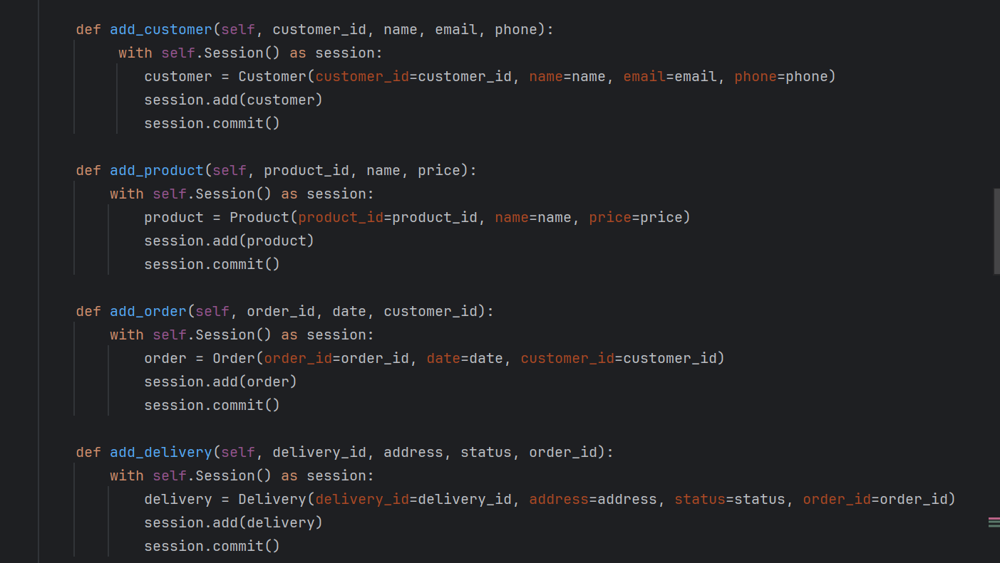 def add_customer(self, customer_id, name, email, phone):
     with self.Session() as session:
        customer = Customer(customer_id=customer_id, name=name, email=email, phone=phone)
        session.add(customer)
        session.commit()

def add_product(self, product_id, name, price):
    with self.Session() as session:
        product = Product(product_id=product_id, name=name, price=price)
        session.add(product)
        session.commit()

def add_order(self, order_id, date, customer_id):
    with self.Session() as session:
        order = Order(order_id=order_id, date=date, customer_id=customer_id)
        session.add(order)
        session.commit()

def add_delivery(self, delivery_id, address, status, order_id):
    with self.Session() as session:
        delivery = Delivery(delivery_id=delivery_id, address=address, status=status, order_id=order_id)
        session.add(delivery)
        session.commit()